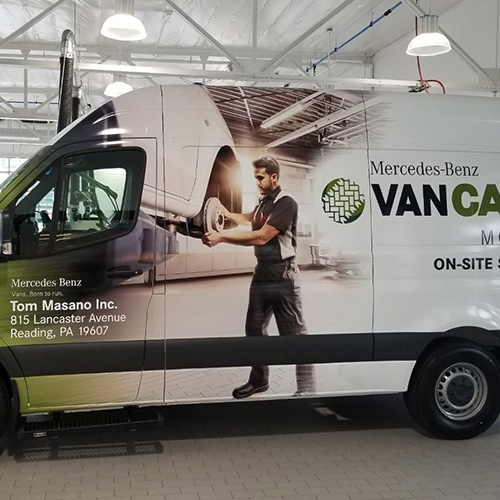 Mercedes-Benz
VANCA
M
ON-SITE S
Mercedes Benz
Vans. Born to run.
Tom Masano Inc.
815 Lancaster Avenue
Reading, PA 19607